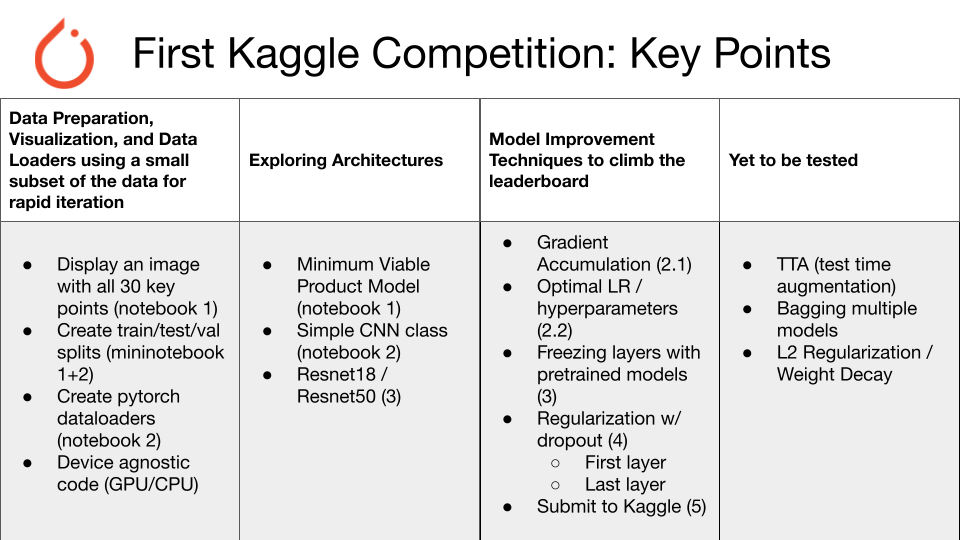 First Kaggle Competition: Key Points
Data Preparation,
Visualization, and Data
Loaders using a small
subset of the data for
rapid iteration
Exploring Architectures
Model Improvement
Techniques to climb the
leaderboard
Yet to be tested
● Display an image
with all 30 key
points (notebook 1)
● Create train/test/val
splits (mininotebook
1+2)
● Create pytorch
dataloaders
(notebook 2)
● Device agnostic
code (GPU/CPU)
● Minimum Viable
Product Model
(notebook 1)
● Simple CNN class
(notebook 2)
● Resnet18 /
Resnet50 (3)
● Gradient
Accumulation (2.1)
● Optimal LR /
hyperparameters
(2.2)
● Freezing layers with
pretrained models
(3)
● Regularization w/
dropout (4)
○ First layer
○ Last layer
● Submit to Kaggle (5)
● TTA (test time
augmentation)
● Bagging multiple
models
● L2 Regularization /
Weight Decay